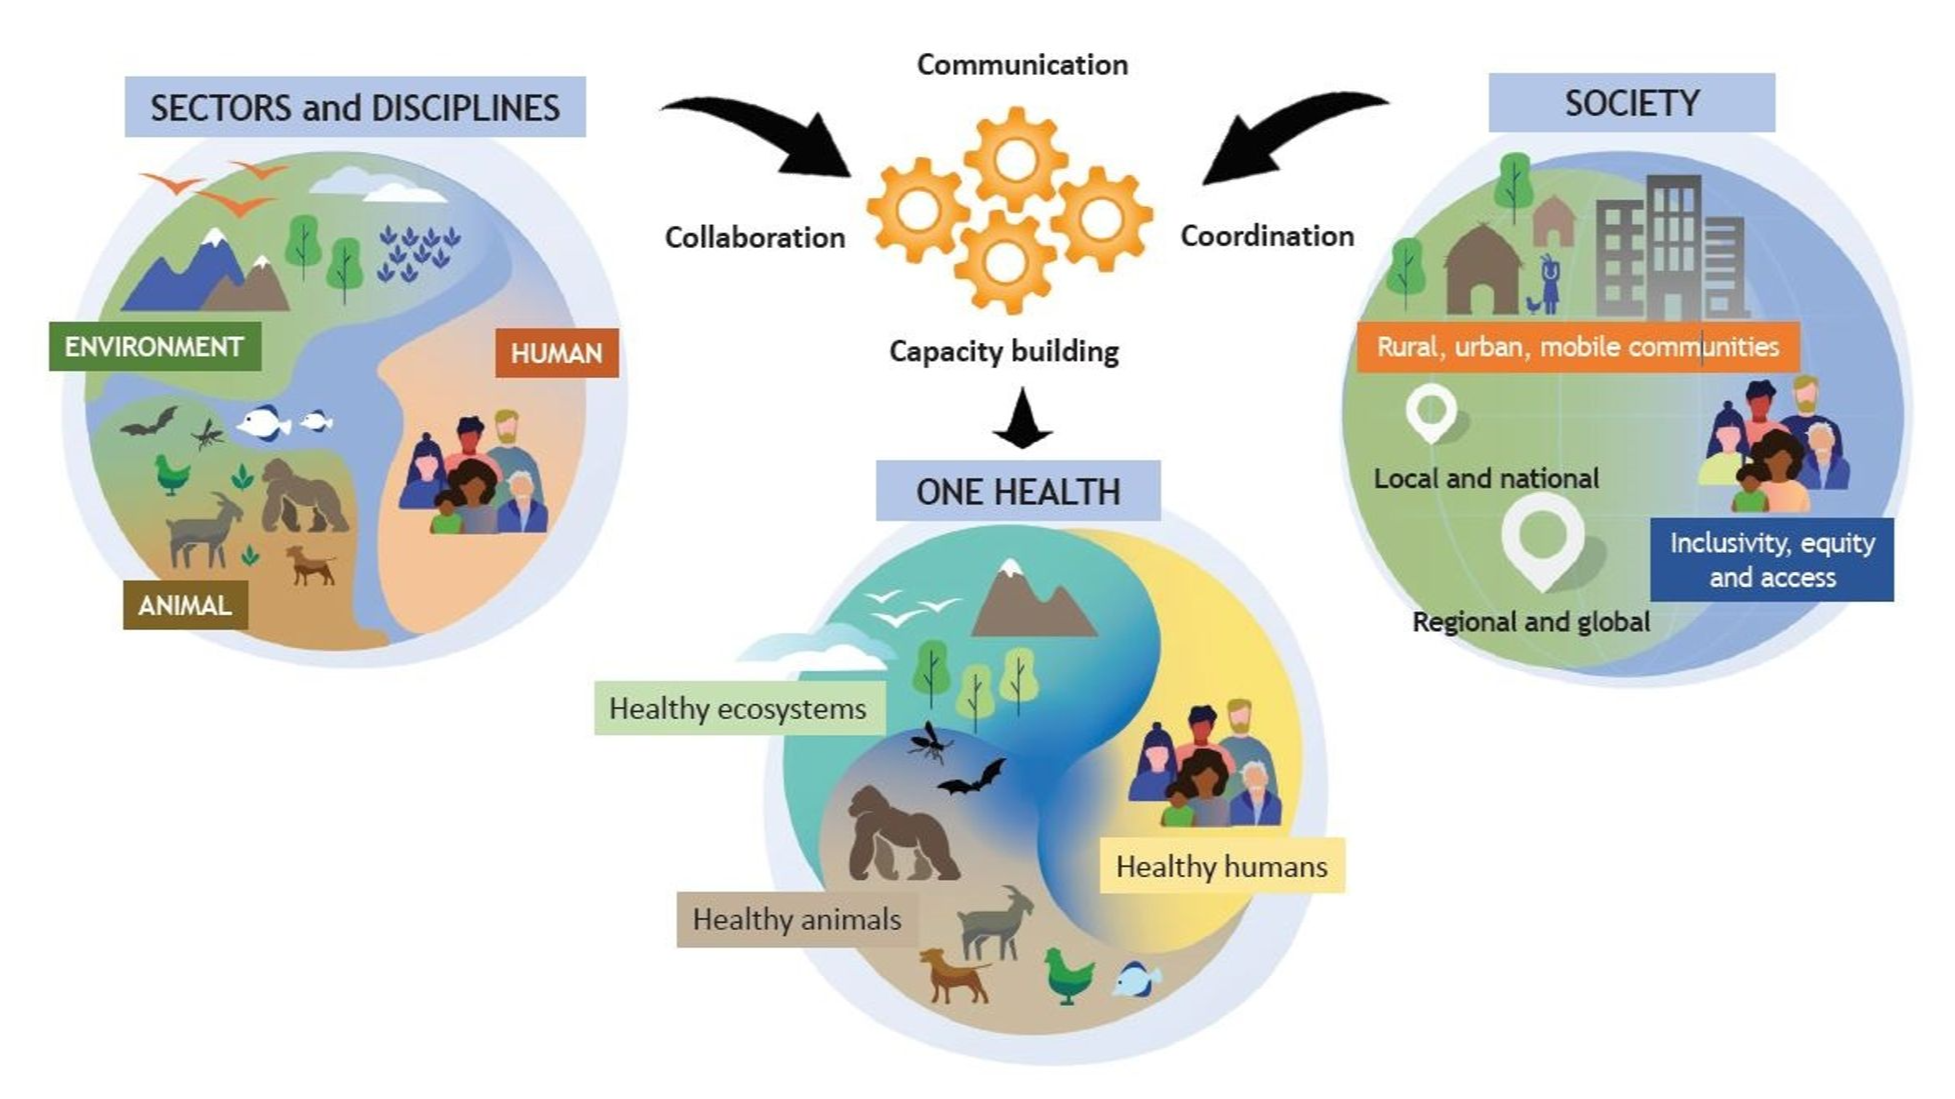 SECTORS and DISCIPLINES
ENVIRONMENT
HUMAN
ANIMAL
Communication
Collaboration
Coordination
Capacity building
SOCIETY
Rural, urban, mobile communities
Local and national
Regional and global
Inclusivity, equity
and access
ONE HEALTH
Healthy ecosystems
Healthy humans
Healthy animals